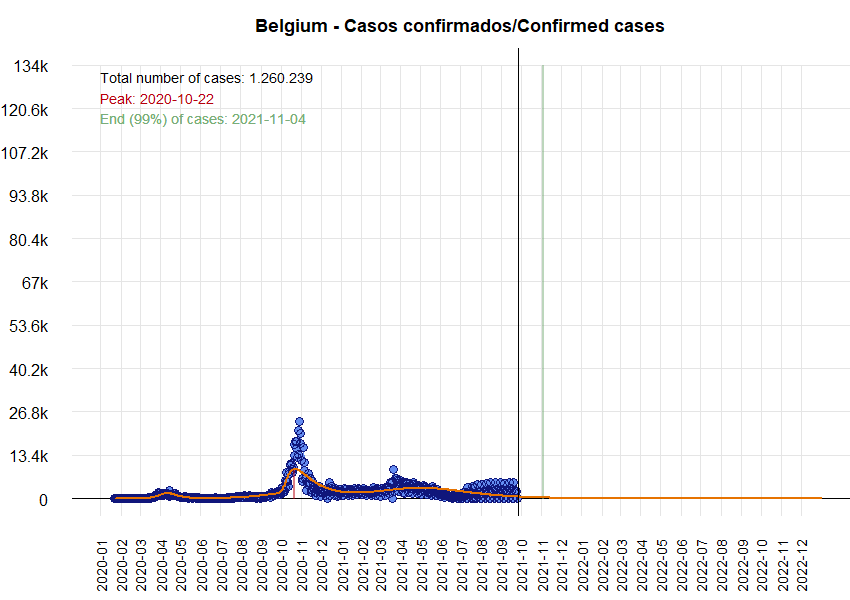 Belgium - Casos confirmados/Confirmed cases
134k
Total number of cases: 1.260.239
Peak: 2020-10-22
120.6k
End (99%) of cases: 2021-11-04
107.2k
93.8k
80.4k
67k
53.6k
40.2k
26.8k
13.4k
0
2020-01
2020-02
2020-03
2020-04
2020-05
2020-06
2020-07
2020-08
2020-09
2020-10
2020-11
2020-12
2021-01
2021-02
2021-03
2021-04
2021-05
2021-06
2021-07
2021-08
2021-09
2021-10
2021-11
2021-12
2022-01
2022-02
2022-03
2022-04
2022-05
2022-06
2022-07
2022-08
2022-09
2022-10
2022-11
2022-12